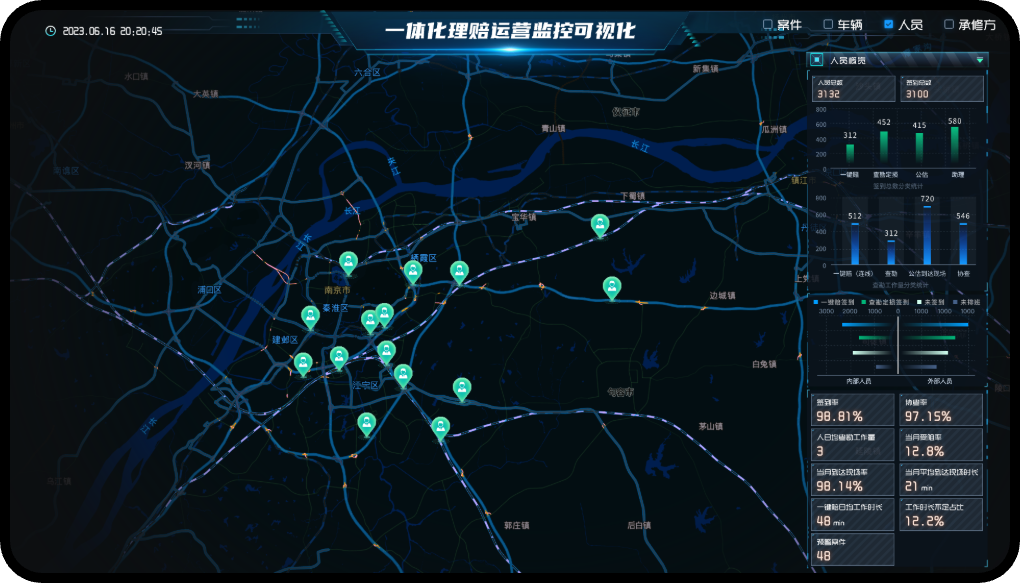 2023.06.16 20:20:45
一体化理赔运营监控可视化
案件 车辆 人员 承修方
人员概览
人员总数
3132
签到总数
3100
800
600
400
200
0
312
452
415
580
一键赔 查勘定损 公估 助理
签到总数分类统计
800
600
400
200
0
512
312
720
546
一键赔（连线） 查勘 公估到达现场 协查
查勘工作量分类统计
一键赔签到 查勘定损签到 未签到 未排班
3000 2000 1000 0 1000 2000 3000
内部人员 外部人员
签到率
98.81%
协查率
97.15%
人日均查勘工作量
3
12.8%
当月到达现场率
98.14%
当月平均到达现场时长
21 min
一键赔日均工作时长
48 min
工作时长不足占比
12.2%
预警案件
48
六合区
水口镇
大英镇
新集镇
仪征市
青山镇
瓜洲镇
长江
长江
汊河镇
镇江
下蜀镇
宝华镇
长江
长江
栖霞区
浦口区
南京市
秦淮区
边城镇
建邺区
白兔镇
江宁区
句容市
长江
茅山镇
乌江镇
郭庄镇
后白镇